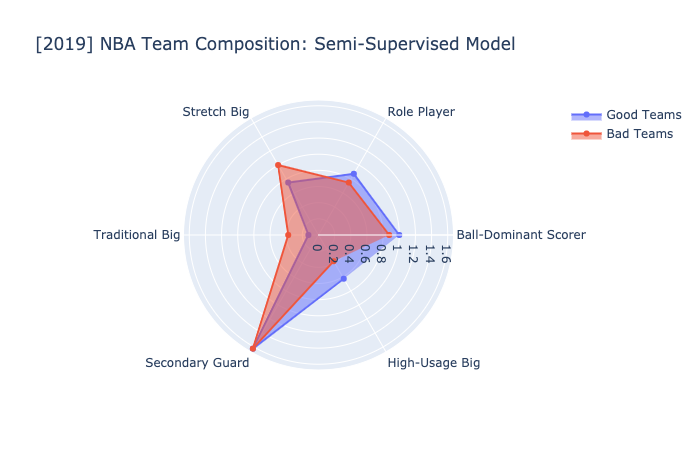 [2019] NBA Team Composition: Semi-Supervised Model
Good Teams
Bad Teams
Stretch Big
Role Player
Traditional Big
Ball-Dominant Scorer
0
0.2
0.4
0.6
0.8
1
1.2
1.4
1.6
Secondary Guard
High-Usage Big